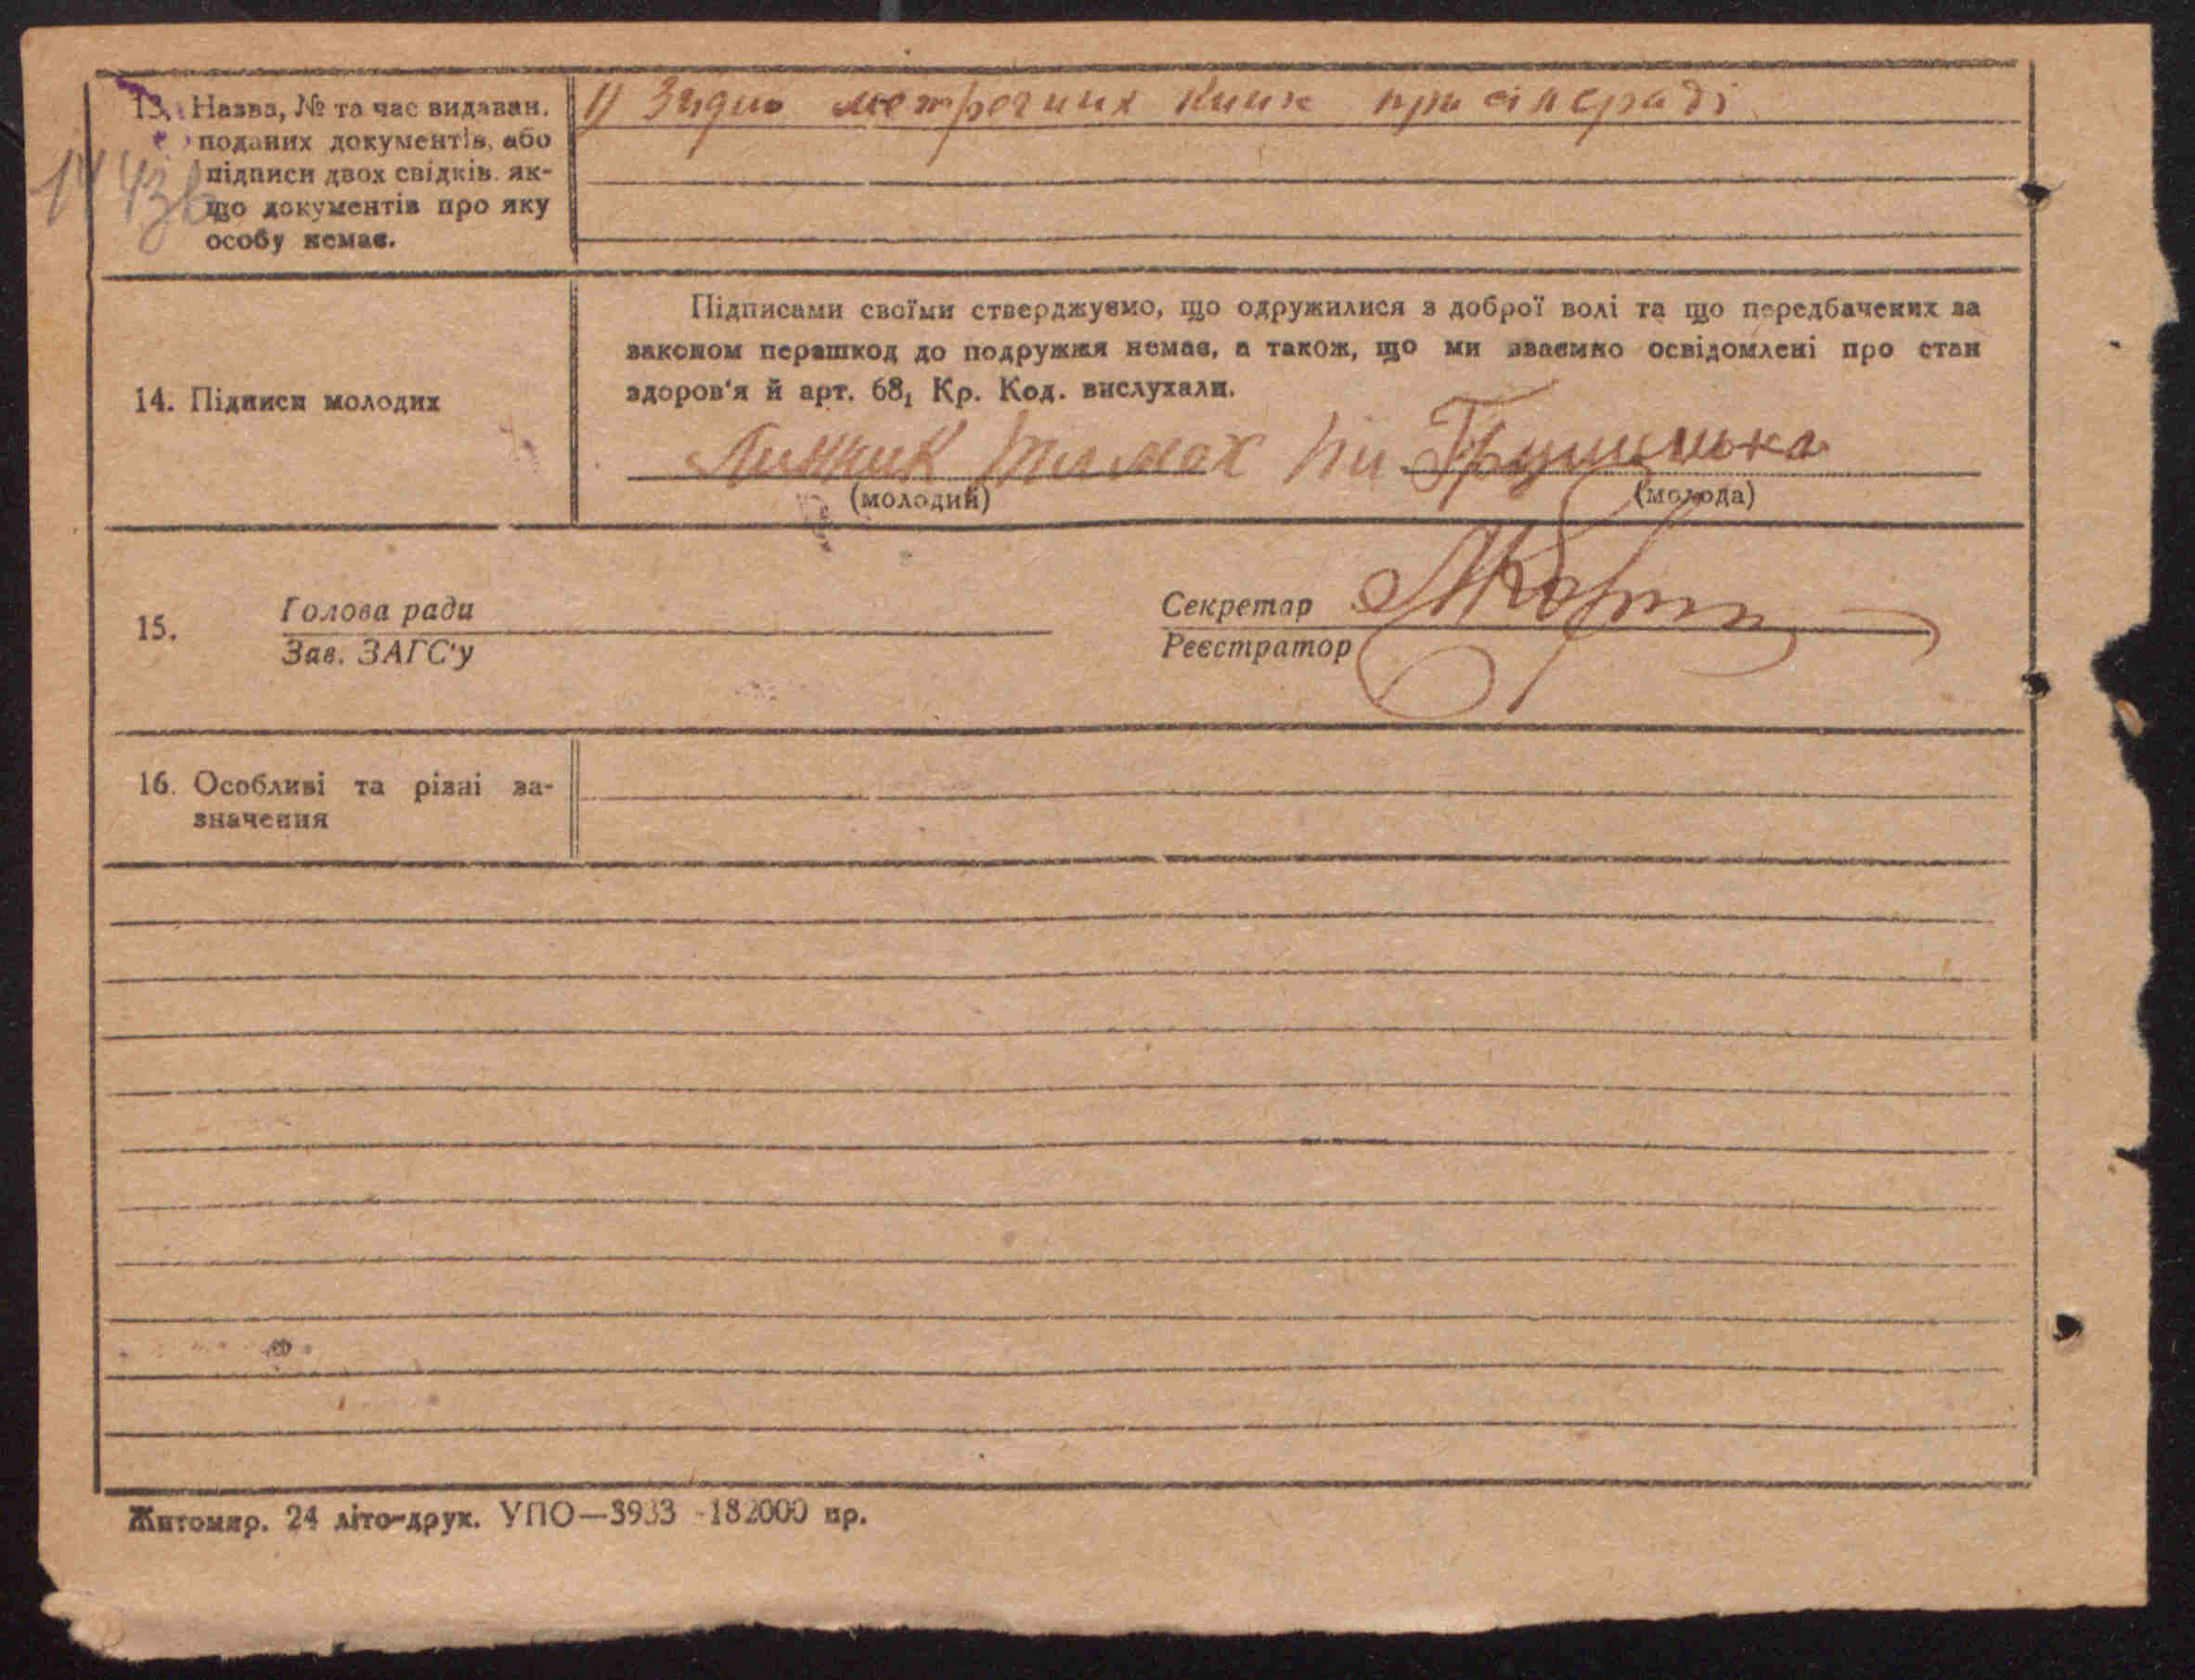 13. Назва, № та час видаван.
поданих документів, або
підписи двох свідків. як-
що документів про яку
особу немає.
1) Згідно метречних книг при сільраді
14. Підписи молодих
Підписами своїми стверджуємо, що одружилися з доброї волі та що передбачених за
законом перешкод до подружжя немає, а також, що ми взаємно освідомлені про стан
здоров'я й арт. 68₁ Кр. Код. вислухали.
(молодий)
(молода)
15.
Голова ради
Зав. ЗАГС'у
Секретар
Реєстратор
16. Особливі та різні за-
значення
Житомир. 24 літо-друк. УПО—3933 -182000 пр.